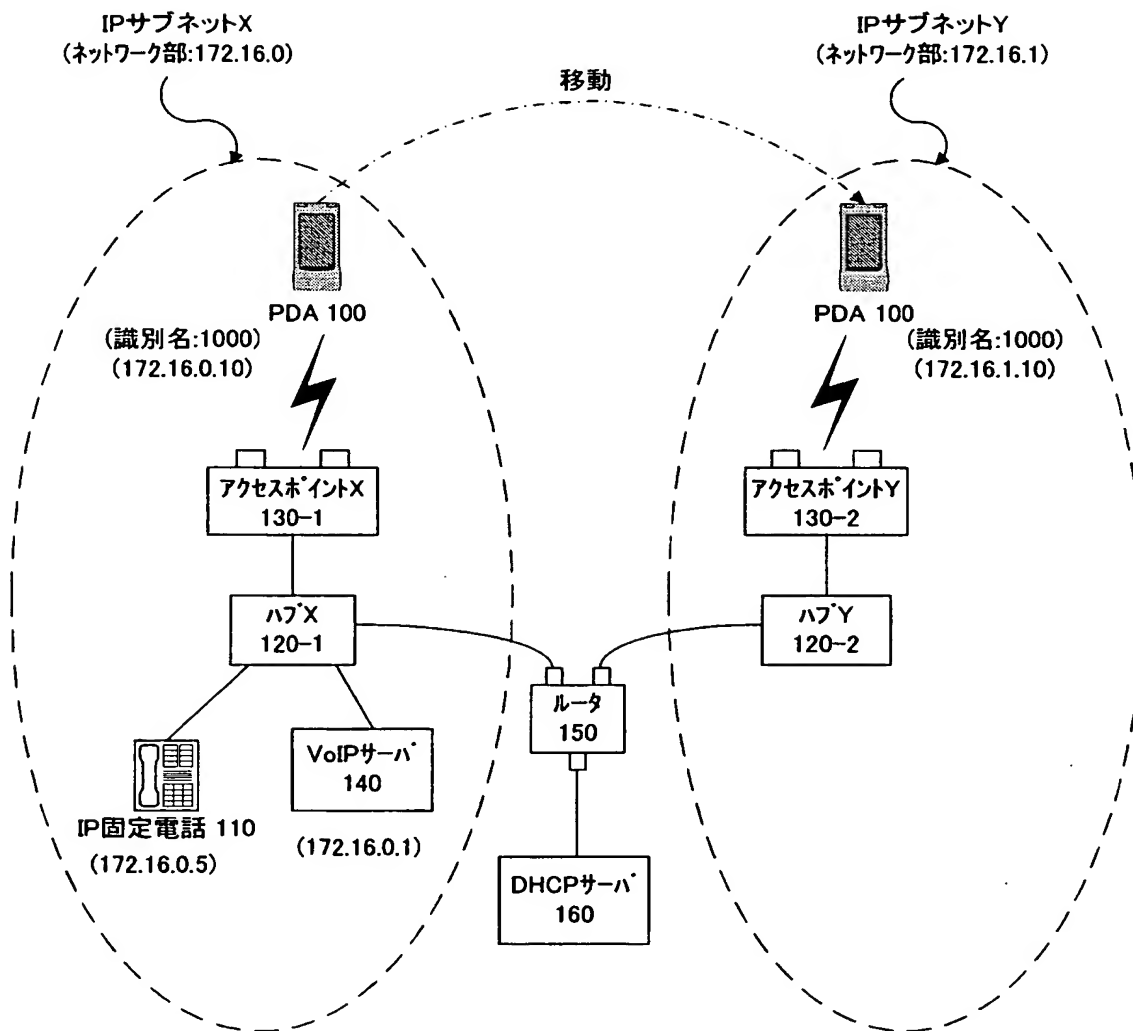 IPサブネットX
(ネットワーク部:172.16.0)
IPサブネットY
(ネットワーク部:172.16.1)
移動
PDA 100
(識別名:1000)
(172.16.0.10)
PDA 100
(識別名:1000)
(172.16.1.10)
アクセスポイントX
130-1
アクセスポイントY
130-2
ハブX
120-1
ハブY
120-2
ルータ
150
VoIPサーバ
140
IP固定電話 110
(172.16.0.5)
(172.16.0.1)
DHCPサーバ
160